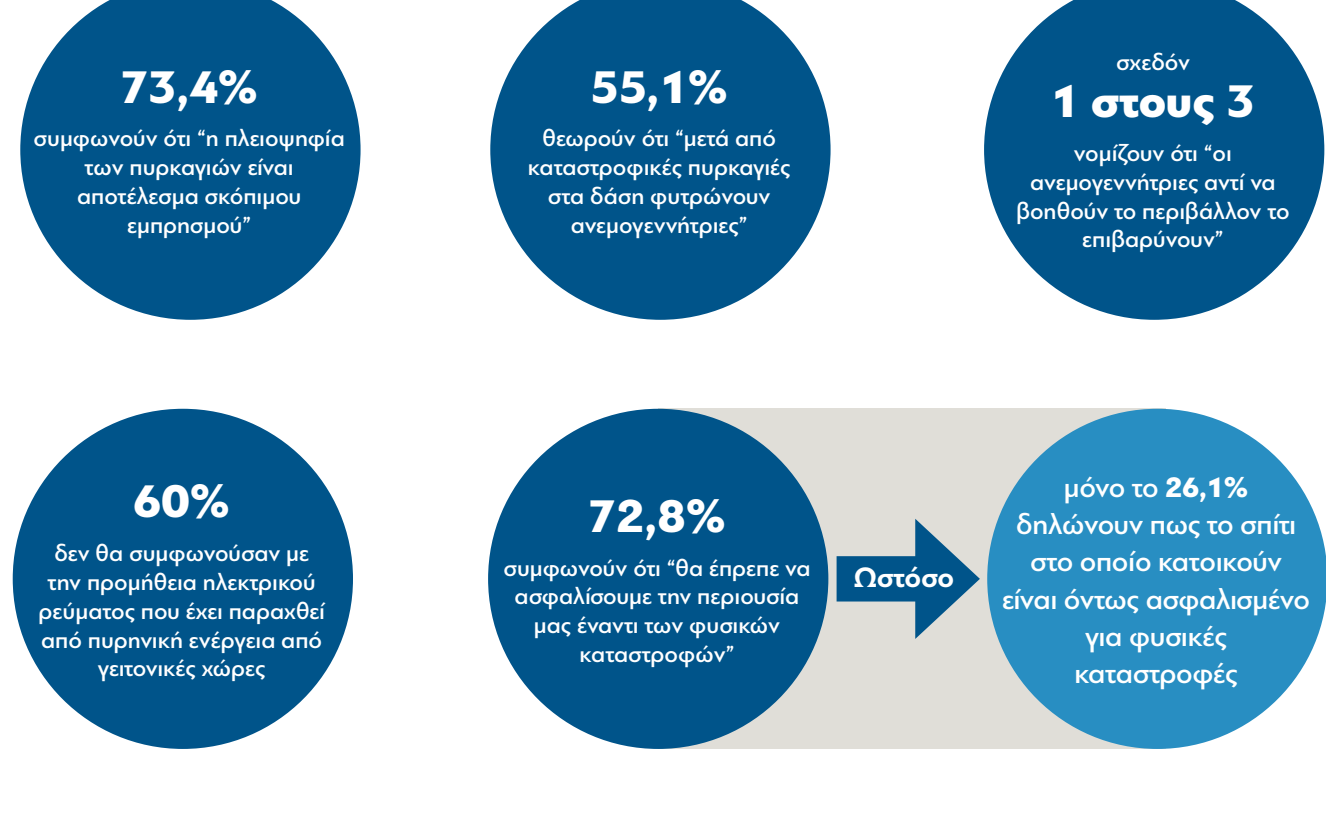 73,4%
συμφωνούν ότι “η πλειοψηφία
των πυρκαγιών είναι
αποτέλεσμα σκόπιμου
εμπρησμού”
55,1%
θεωρούν ότι “μετά από
καταστροφικές πυρκαγιές
στα δάση φυτρώνουν
ανεμογεννήτριες”
σχεδόν
1 στους 3
νομίζουν ότι “οι
ανεμογεννήτριες αντί να
βοηθούν το περιβάλλον το
επιβαρύνουν”
60%
δεν θα συμφωνούσαν με
την προμήθεια ηλεκτρικού
ρεύματος που έχει παραχθεί
από πυρηνική ενέργεια από
γειτονικές χώρες
72,8%
συμφωνούν ότι “θα έπρεπε να
ασφαλίσουμε την περιουσία
μας έναντι των φυσικών
καταστροφών”
Ωστόσο
μόνο το 26,1%
δηλώνουν πως το σπίτι
στο οποίο κατοικούν
είναι όντως ασφαλισμένο
για φυσικές
καταστροφές